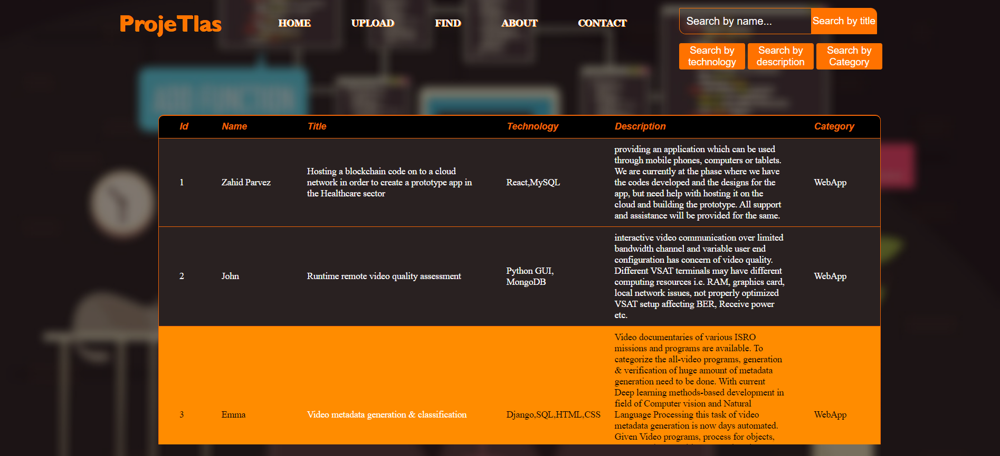 ProjeTlas
HOME UPLOAD FIND ABOUT CONTACT
Search by name...
Search by title
Search by
technology
Search by
description
Search by
Category
ADD FUNCTION
Id Name Title Technology Description Category
1
Zahid Parvez
Hosting a blockchain code on to a cloud
network in order to create a prototype app in
the Healthcare sector
React,MySQL
providing an application which can be used
through mobile phones, computers or tablets.
We are currently at the phase where we have
the codes developed and the designs for the
app, but need help with hosting it on the
cloud and building the prototype. All support
and assistance will be provided for the same.
WebApp
2
John
Runtime remote video quality assessment
Python GUI,
MongoDB
interactive video communication over limited
bandwidth channel and variable user end
configuration has concern of video quality.
Different VSAT terminals may have different
computing resources i.e. RAM, graphics card,
local network issues, not properly optimized
VSAT setup affecting BER, Receive power
etc.
WebApp
3
Emma
Video metadata generation & classification
Django,SQL,HTML,CSS
Video documentaries of various ISRO
missions and programs are available. To
categorize the all-video programs, generation
& verification of huge amount of metadata
generation need to be done. With current
Deep learning methods-based development in
field of Computer vision and Natural
Language Processing this task of video
metadata generation is now days automated.
Given Video programs, process for objects,
WebApp